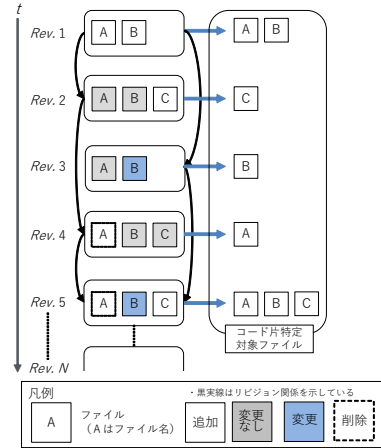 t
Rev. 1 A B A B
Rev. 2 A B C C
Rev. 3 A B B
Rev. 4 A B C A
Rev. 5 A B C A B C
Rev. N
コード片特定
対象ファイル
凡例
・黒実線はリビジョン関係を示している
A ファイル
(Aはファイル名)
追加
変更
なし
変更
削除